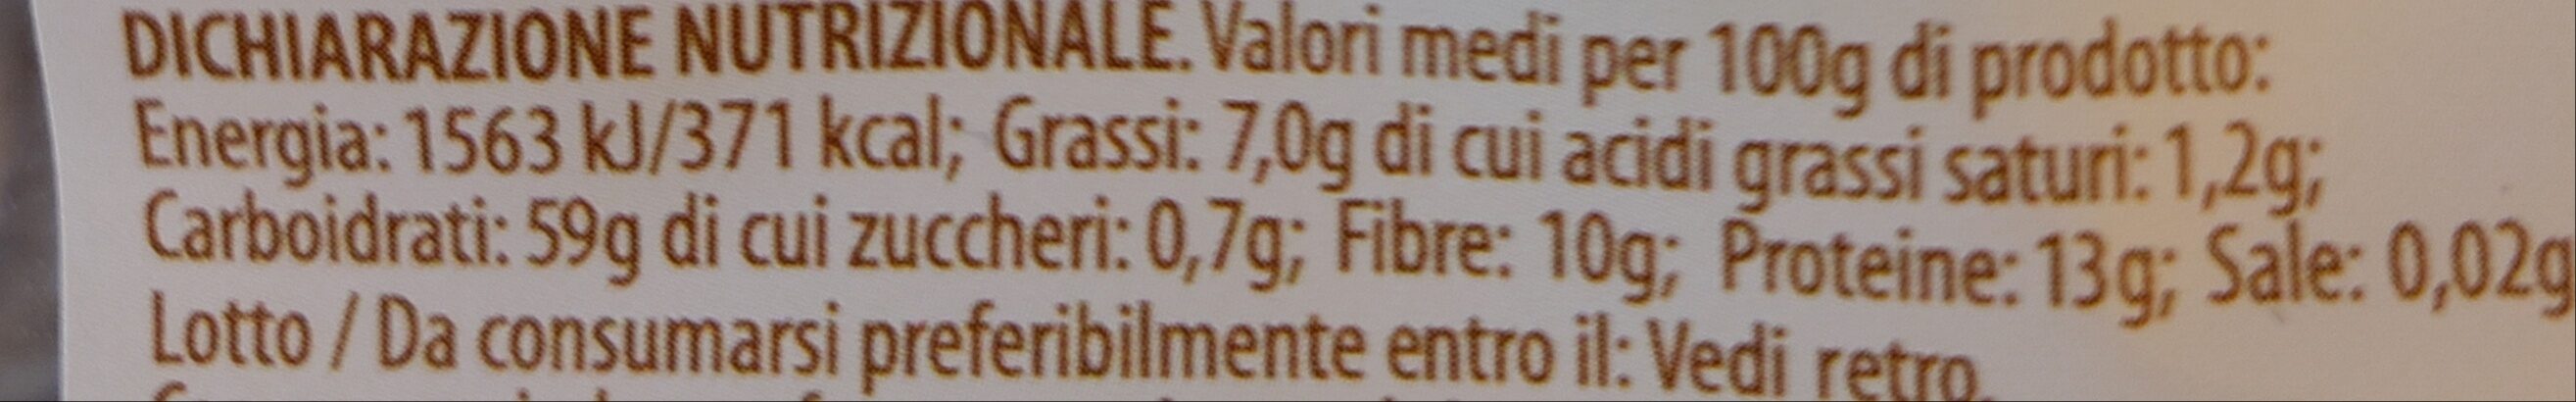 DICHIARAZIONE NUTRIZIONALE. Valori medi per 100g di prodotto:
Energia: 1563 kJ/371 kcal; Grassi: 7,0g di cui acidi grassi saturi: 1,2g;
Carboidrati: 59g di cui zuccheri: 0,7g; Fibre: 10g; Proteine: 13g; Sale: 0,02g
Lotto / Da consumarsi preferibilmente entro il: Vedi retro.